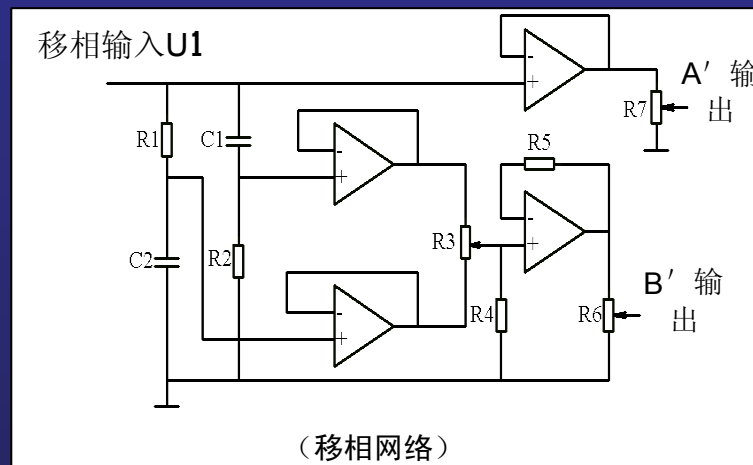 移相输入U1
A′ 输
出
R7
R1
C1
R5
R3
C2
R2
R4
R6
B′ 输
出
- 
+
-
+
-
+
-
+
(移相网络)